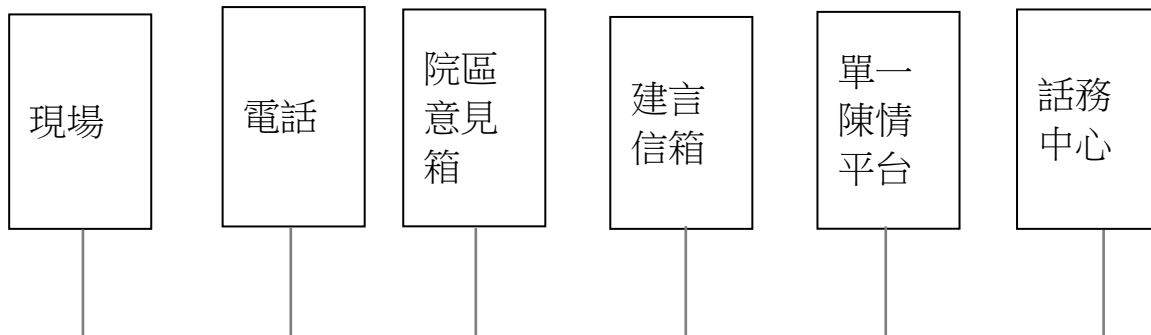 現場
電話
院區
意見
箱
建言
信箱
單一
陳情
平台
話務
中心